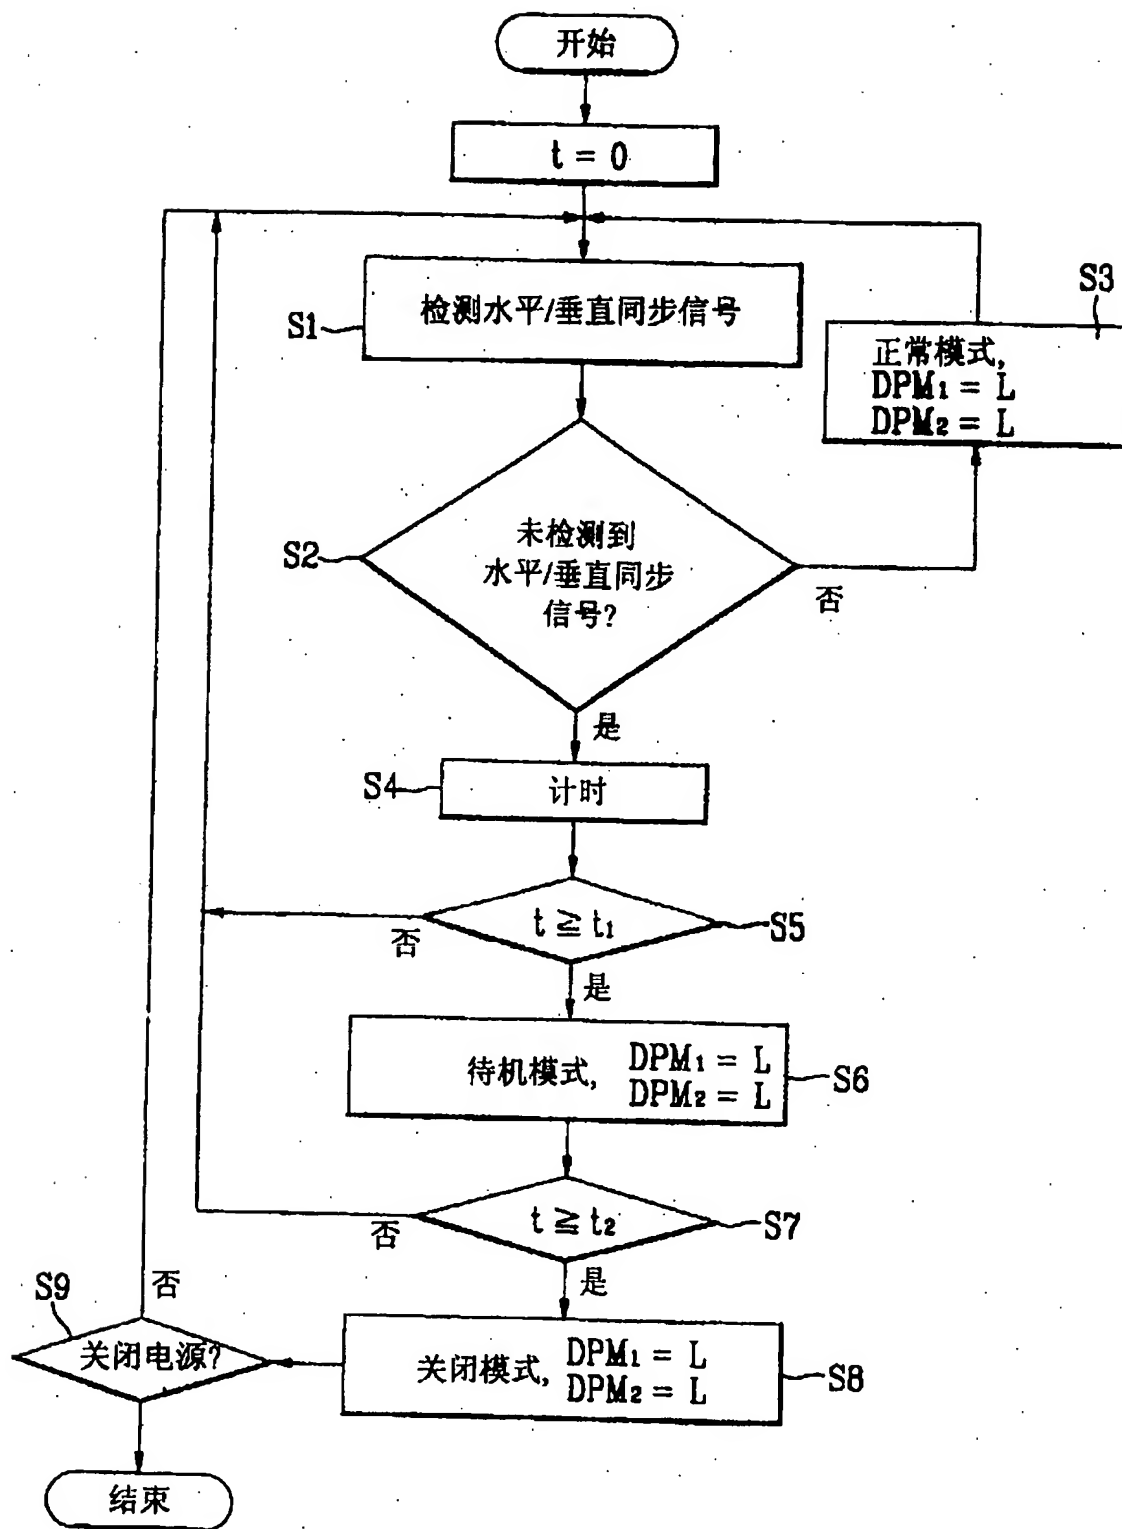 开始
t = 0
S1
检测水平/垂直同步信号
S3
正常模式,
DPM1 = L
DPM2 = L
S2
未检测到
水平/垂直同步
信号?
否
是
S4
计时
t ≧ t1
S5
否
是
待机模式, DPM1 = L
DPM2 = L
S6
t ≧ t2
S7
否
是
S9
否
关闭电源?
关闭模式, DPM1 = L
DPM2 = L
S8
结束